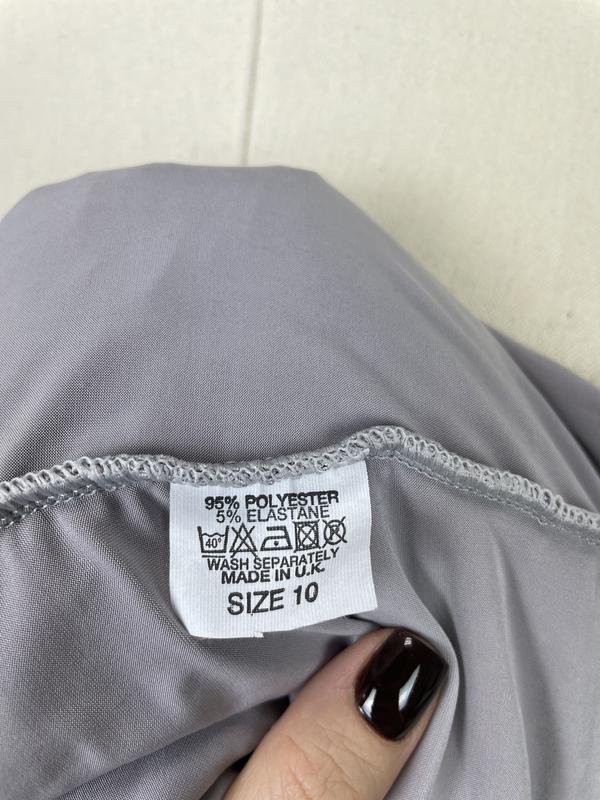 95% POLYESTER
5% ELASTANE
40°
WASH SEPARATELY
MADE IN U.K.
SIZE 10